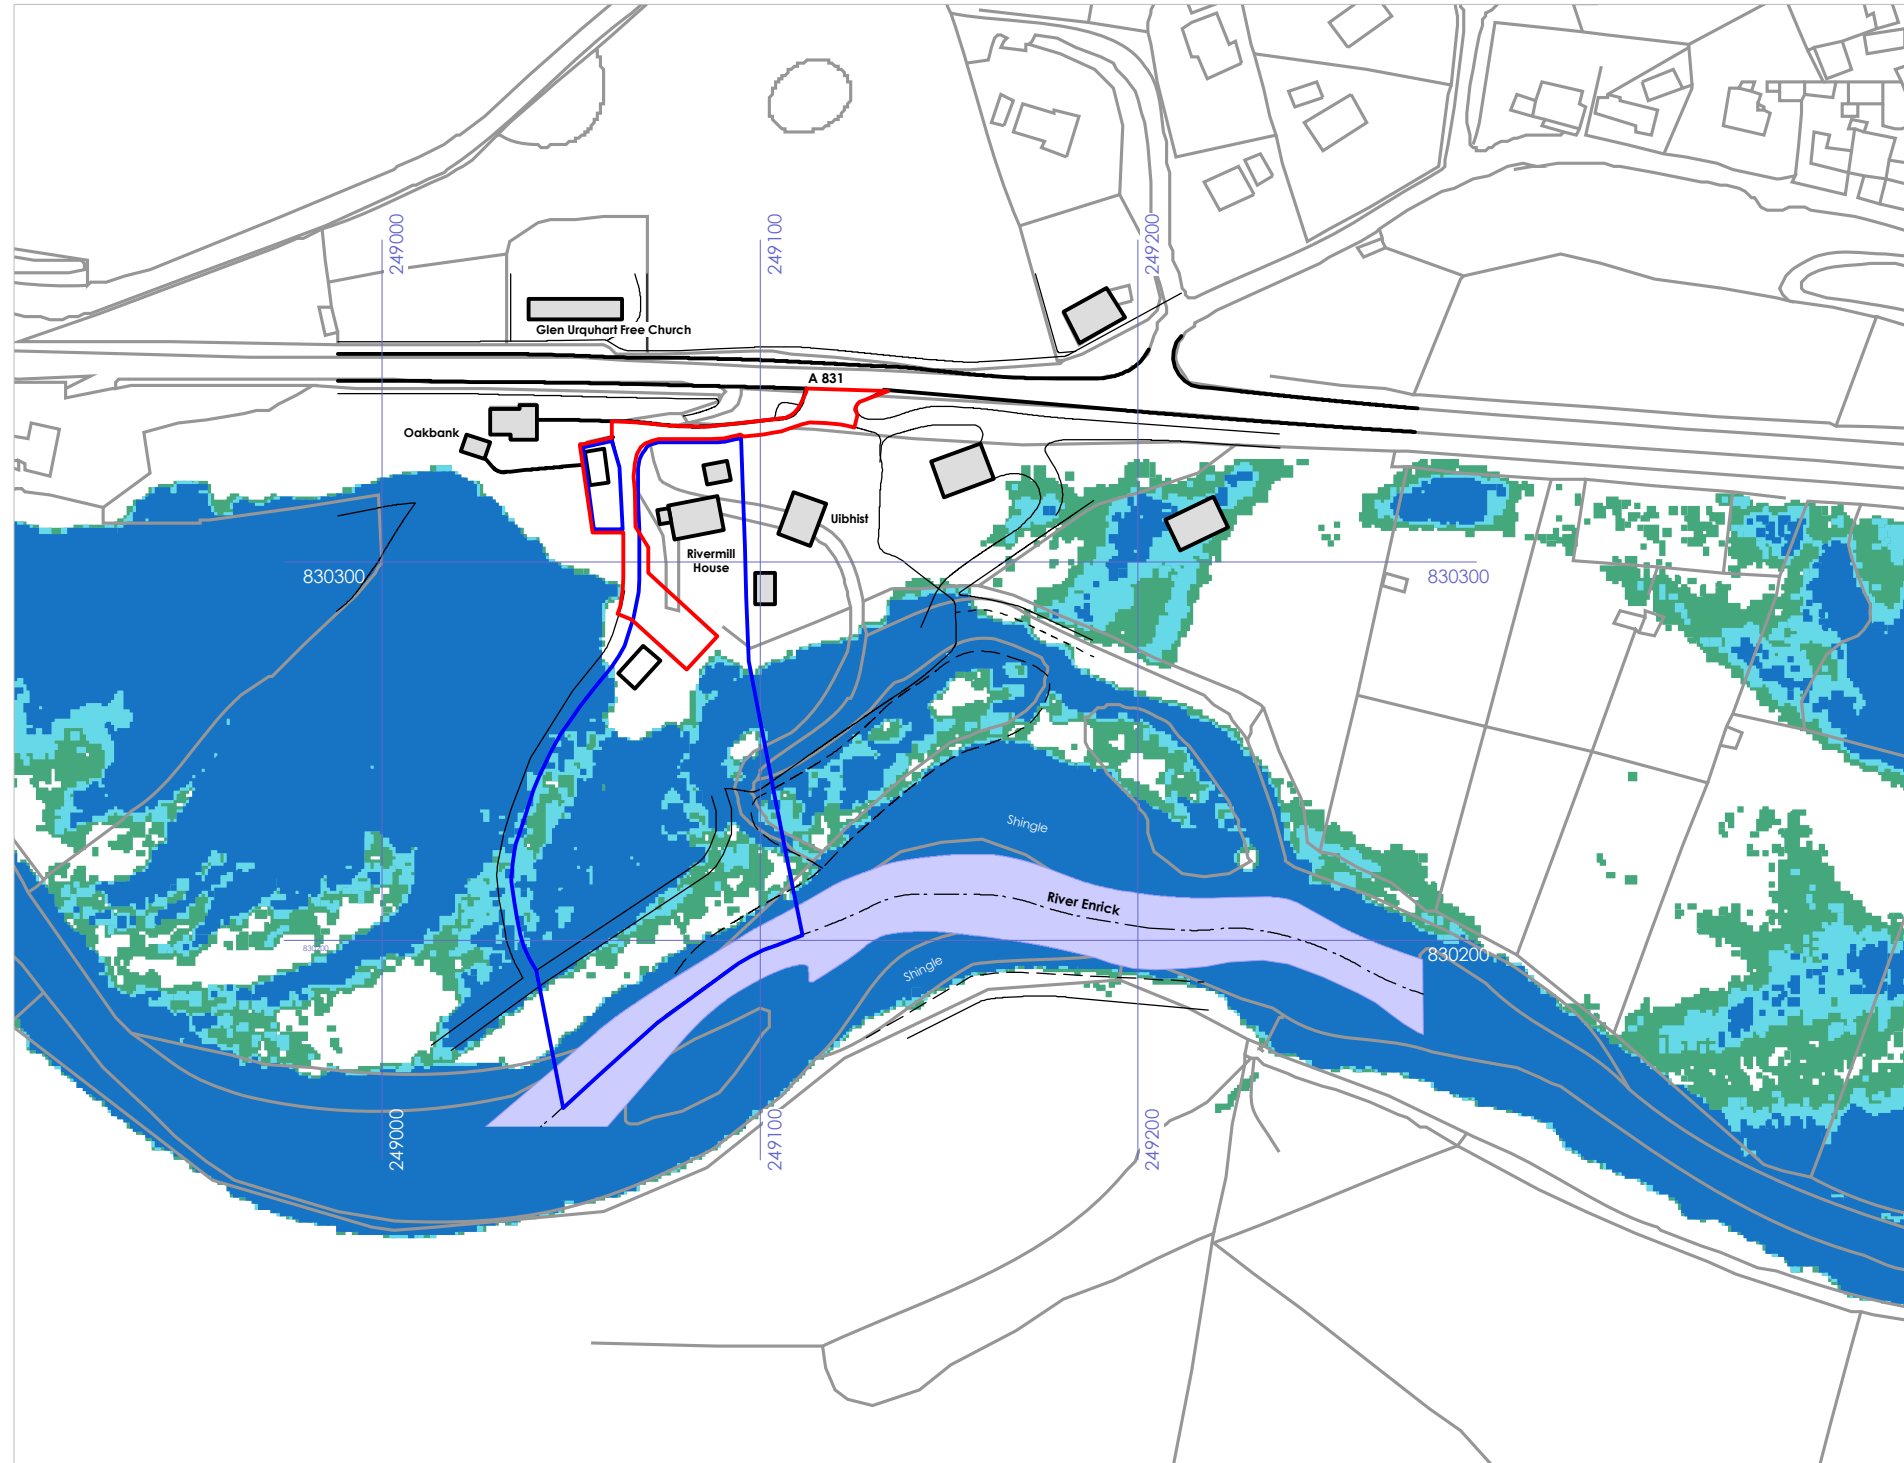 249000
249100
249200
Glen Urquhart Free Church
A 831
Oakbank
Uibhist
Rivermill
House
830300
830300
Shingle
River Enrick
830200
830200
Shingle
249000
249100
249200